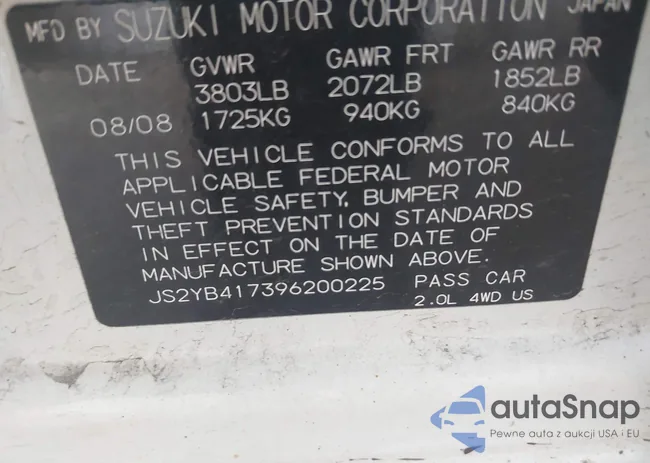 MFD BY SUZUKI MOTOR CORPORATION JAPAN
DATE GVWR GAWR FRT GAWR RR
3803LB 2072LB 1852LB
08/08 1725KG 940KG 840KG
THIS VEHICLE CONFORMS TO ALL
APPLICABLE FEDERAL MOTOR
VEHICLE SAFETY, BUMPER AND
THEFT PREVENTION STANDARDS
IN EFFECT ON THE DATE OF
MANUFACTURE SHOWN ABOVE.
JS2YB417396200225 PASS CAR
2.0L 4WD US
autaSnap
Pewne auta z aukcji USA i EU